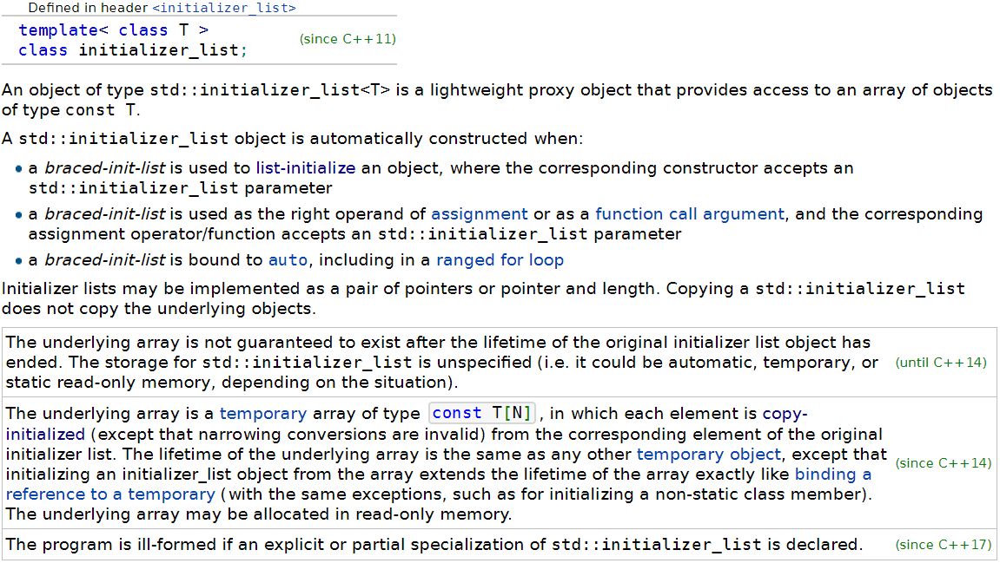 Defined in header <initializer_list>
template< class T >
class initializer_list;
(since C++11)
An object of type std::initializer_list<T> is a lightweight proxy object that provides access to an array of objects
of type const T.
A std::initializer_list object is automatically constructed when:
• a braced-init-list is used to list-initialize an object, where the corresponding constructor accepts an
std::initializer_list parameter
• a braced-init-list is used as the right operand of assignment or as a function call argument, and the corresponding
assignment operator/function accepts an std::initializer_list parameter
• a braced-init-list is bound to auto, including in a ranged for loop
Initializer lists may be implemented as a pair of pointers or pointer and length. Copying a std::initializer_list
does not copy the underlying objects.
The underlying array is not guaranteed to exist after the lifetime of the original initializer list object has
ended. The storage for std::initializer_list is unspecified (i.e. it could be automatic, temporary, or
static read-only memory, depending on the situation).
(until C++14)
The underlying array is a temporary array of type const T[N], in which each element is copy-
initialized (except that narrowing conversions are invalid) from the corresponding element of the original
initializer list. The lifetime of the underlying array is the same as any other temporary object, except that
initializing an initializer_list object from the array extends the lifetime of the array exactly like binding a
reference to a temporary (with the same exceptions, such as for initializing a non-static class member).
The underlying array may be allocated in read-only memory.
(since C++14)
The program is ill-formed if an explicit or partial specialization of std::initializer_list is declared.
(since C++17)